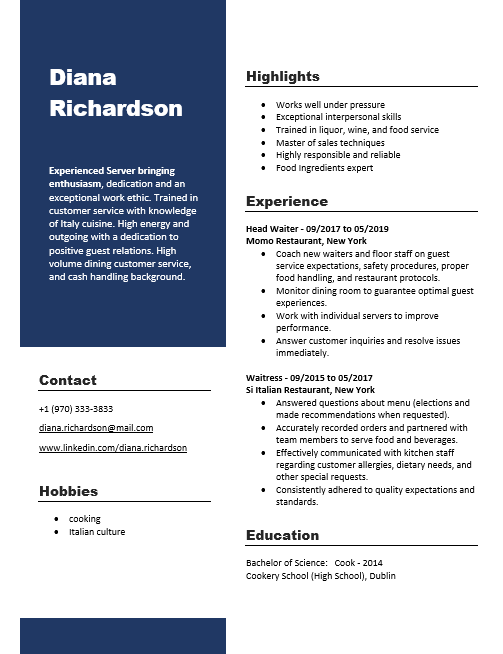 Diana
Richardson
Experienced Server bringing
enthusiasm, dedication and an
exceptional work ethic. Trained in
customer service with knowledge
of Italy cuisine. High energy and
outgoing with a dedication to
positive guest relations. High
volume dining customer service,
and cash handling background.
Contact
+1 (970) 333-3833
diana.richardson@mail.com
www.linkedin.com/diana.richardson
Hobbies
• cooking
• Italian culture
Highlights
• Works well under pressure
• Exceptional interpersonal skills
• Trained in liquor, wine, and food service
• Master of sales techniques
• Highly responsible and reliable
• Food Ingredients expert
Experience
Head Waiter - 09/2017 to 05/2019
Momo Restaurant, New York
• Coach new waiters and floor staff on guest
service expectations, safety procedures, proper
food handling, and restaurant protocols.
• Monitor dining room to guarantee optimal guest
experiences.
• Work with individual servers to improve
performance.
• Answer customer inquiries and resolve issues
immediately.
Waitress - 09/2015 to 05/2017
Si Italian Restaurant, New York
• Answered questions about menu (elections and
made recommendations when requested).
• Accurately recorded orders and partnered with
team members to serve food and beverages.
• Effectively communicated with kitchen staff
regarding customer allergies, dietary needs, and
other special requests.
• Consistently adhered to quality expectations and
standards.
Education
Bachelor of Science: Cook - 2014
Cookery School (High School), Dublin